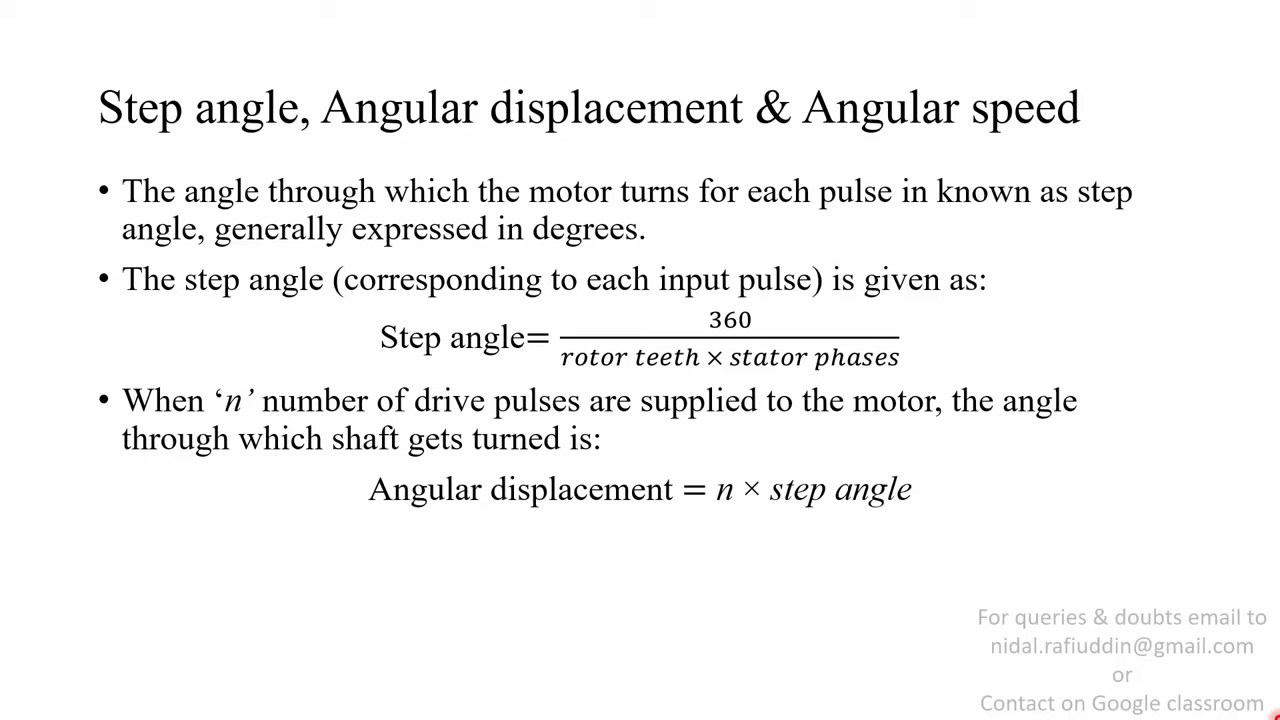 Step angle, Angular displacement & Angular speed
• The angle through which the motor turns for each pulse in known as step
angle, generally expressed in degrees.
• The step angle (corresponding to each input pulse) is given as:
Step angle= 360 / rotor teeth × stator phases
• When ‘n’ number of drive pulses are supplied to the motor, the angle
through which shaft gets turned is:
Angular displacement = n × step angle
For queries & doubts email to
nidal.rafiuddin@gmail.com
or
Contact on Google classroom